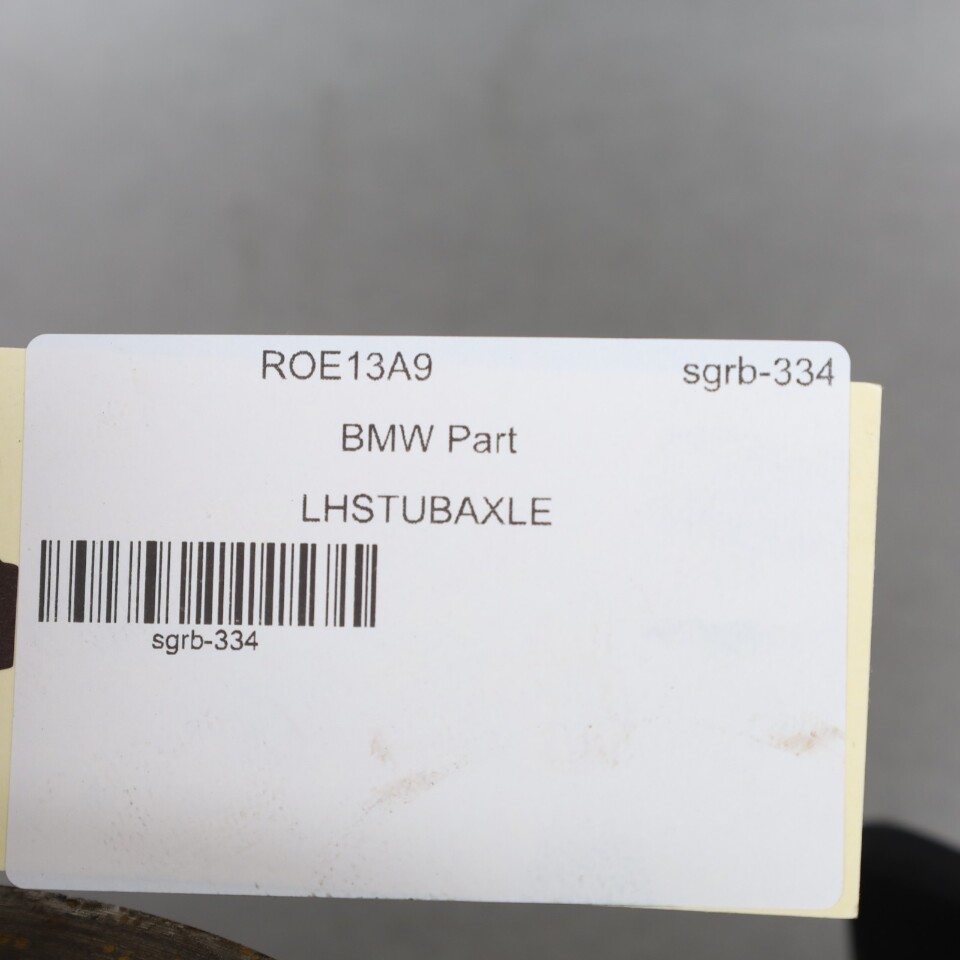 ROE13A9 sgrb-334
BMW Part
LHSTUBAXLE
sgrb-334